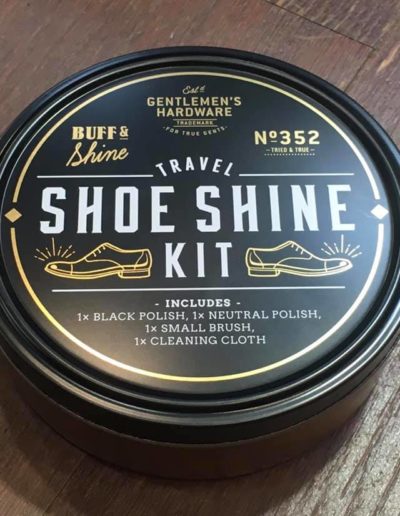 Est d
GENTLEMEN'S
HARDWARE
TRADEMARK
-FOR TRUE GENTS-
BUFF &
Shine
Nº352
- TRIED & TRUE -
TRAVEL
SHOE SHINE
KIT
- INCLUDES -
1× BLACK POLISH, 1× NEUTRAL POLISH,
1× SMALL BRUSH,
1× CLEANING CLOTH